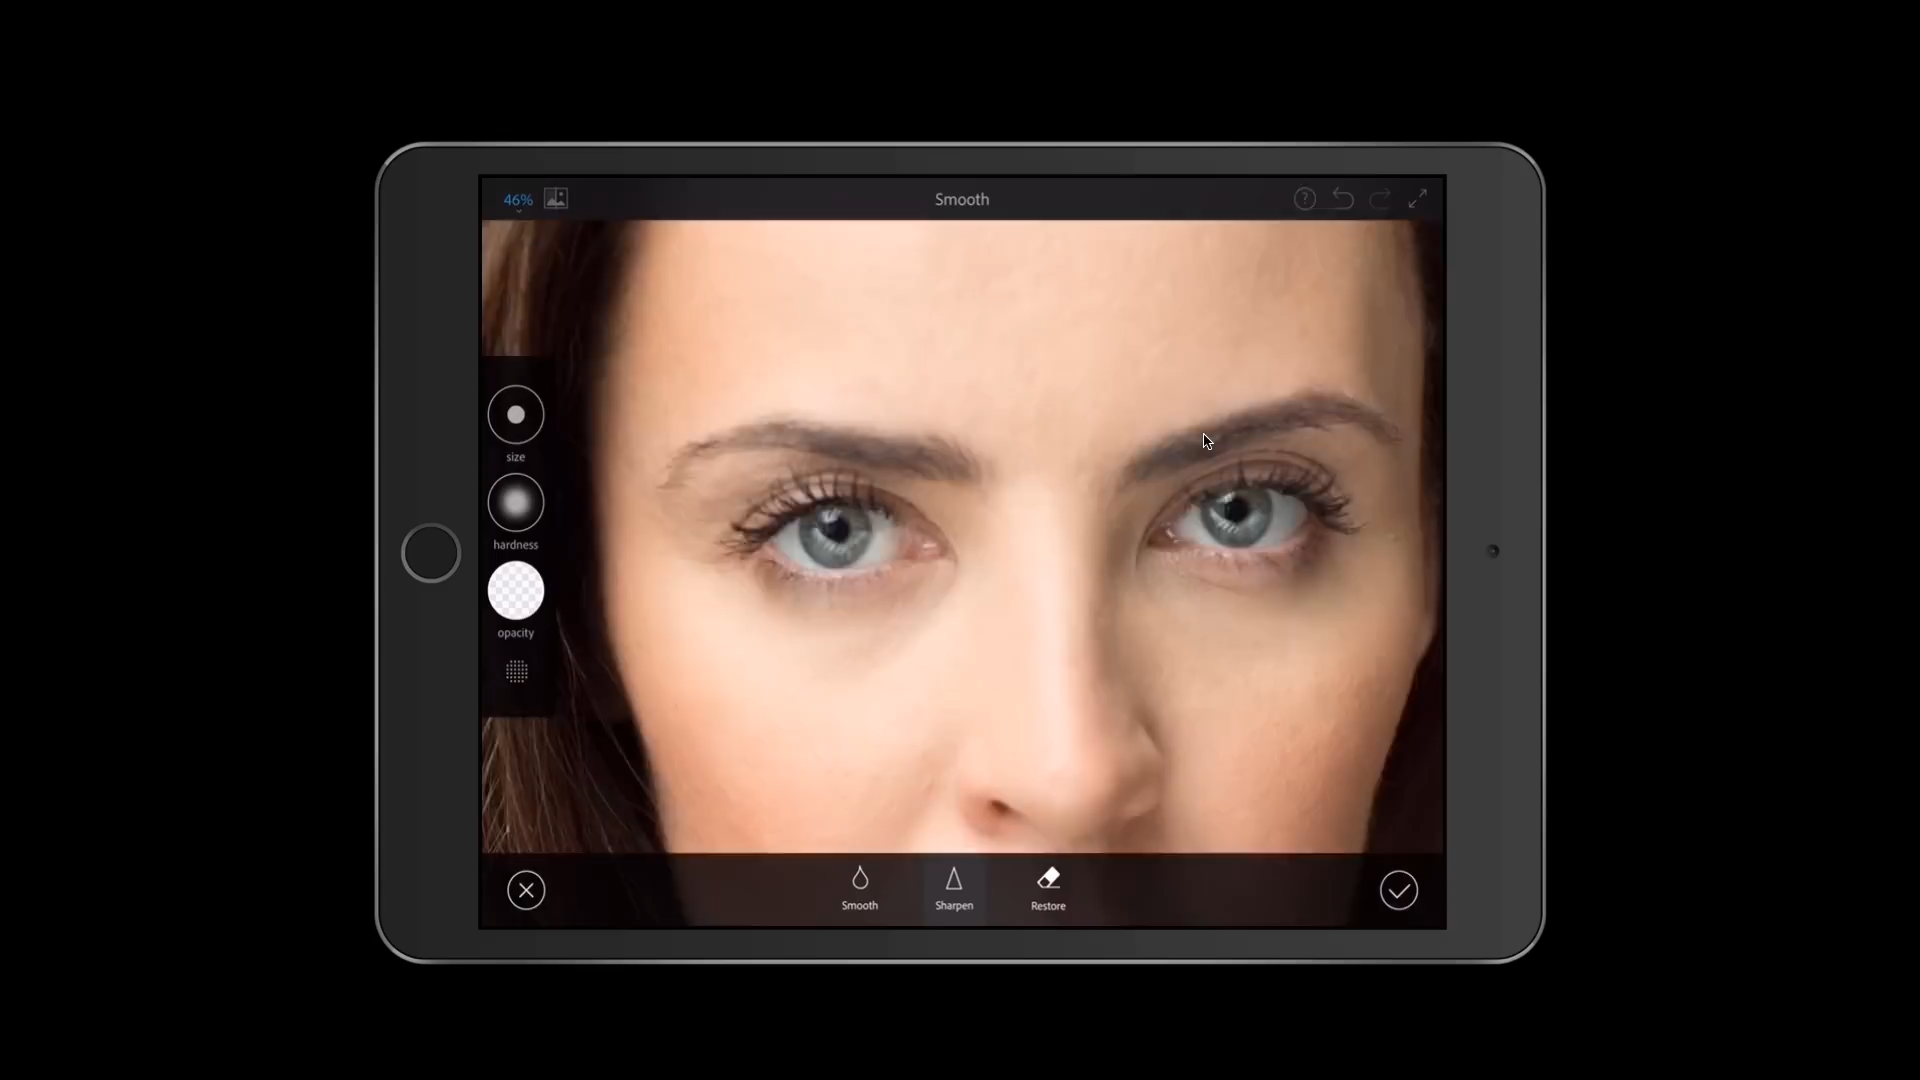 46%
Smooth
?
size
hardness
opacity
Smooth
Sharpen
Restore